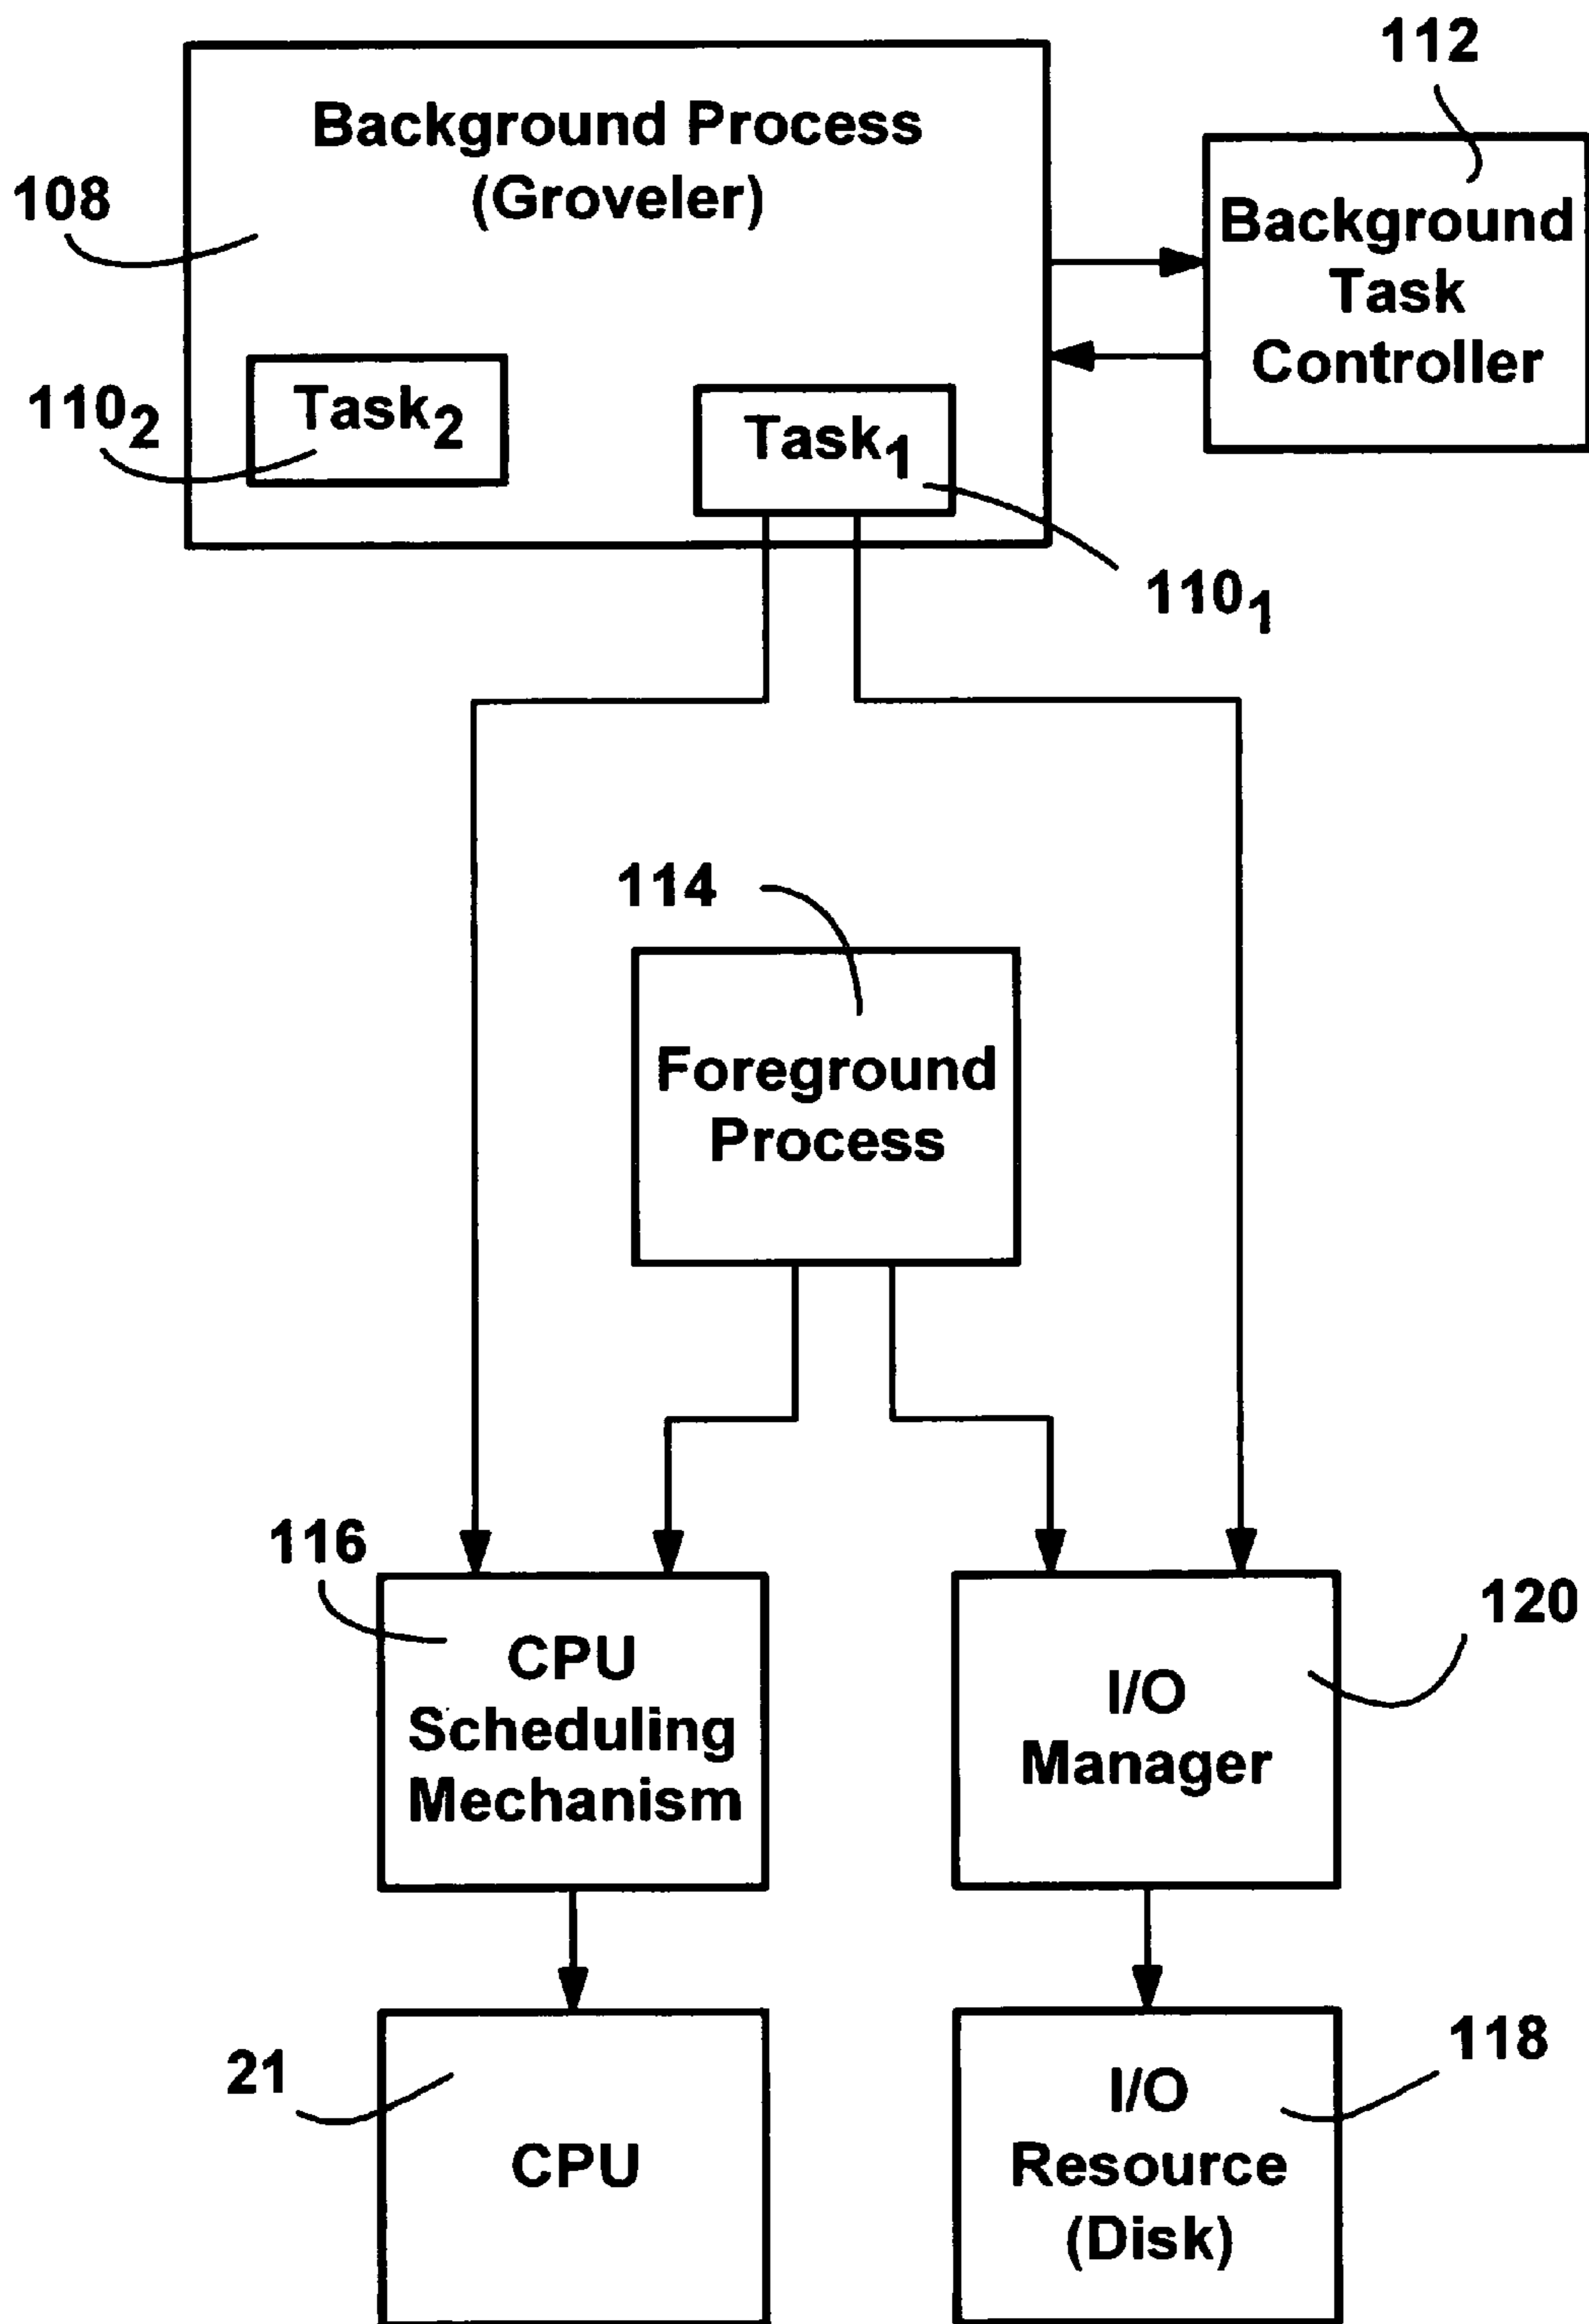 112
Background Process
(Groveler)
108
Background
Task
Controller
110₂
Task₂
Task₁
110₁
114
Foreground
Process
116
CPU
Scheduling
Mechanism
120
I/O
Manager
21
CPU
118
I/O
Resource
(Disk)